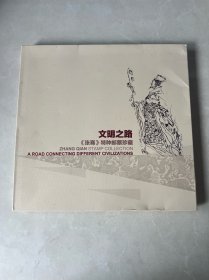 文明之路
《张骞》特种邮票珍藏
ZHANG QIAN STAMP COLLECTION
A ROAD CONNECTING DIFFERENT CIVILIZATIONS